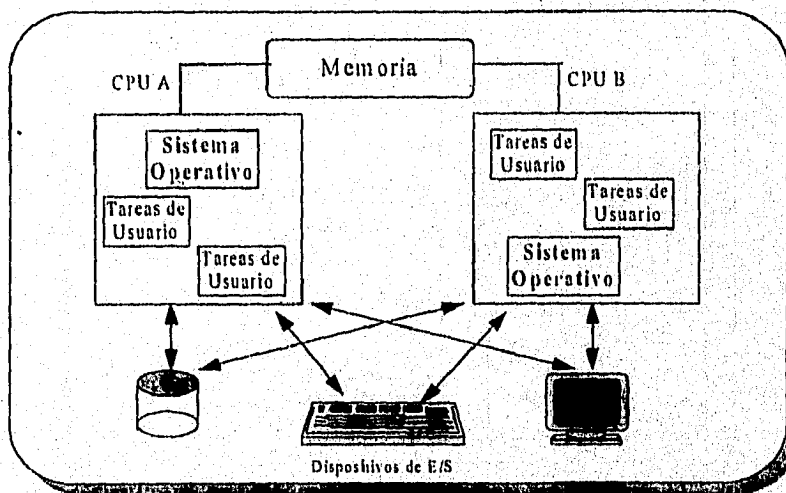 Memoria
CPU A
CPU B
Sistema
Operativo
Tareas de
Usuario
Tareas de
Usuario
Tareas de
Usuario
Tareas de
Usuario
Sistema
Operativo
Dispositivos de E/S